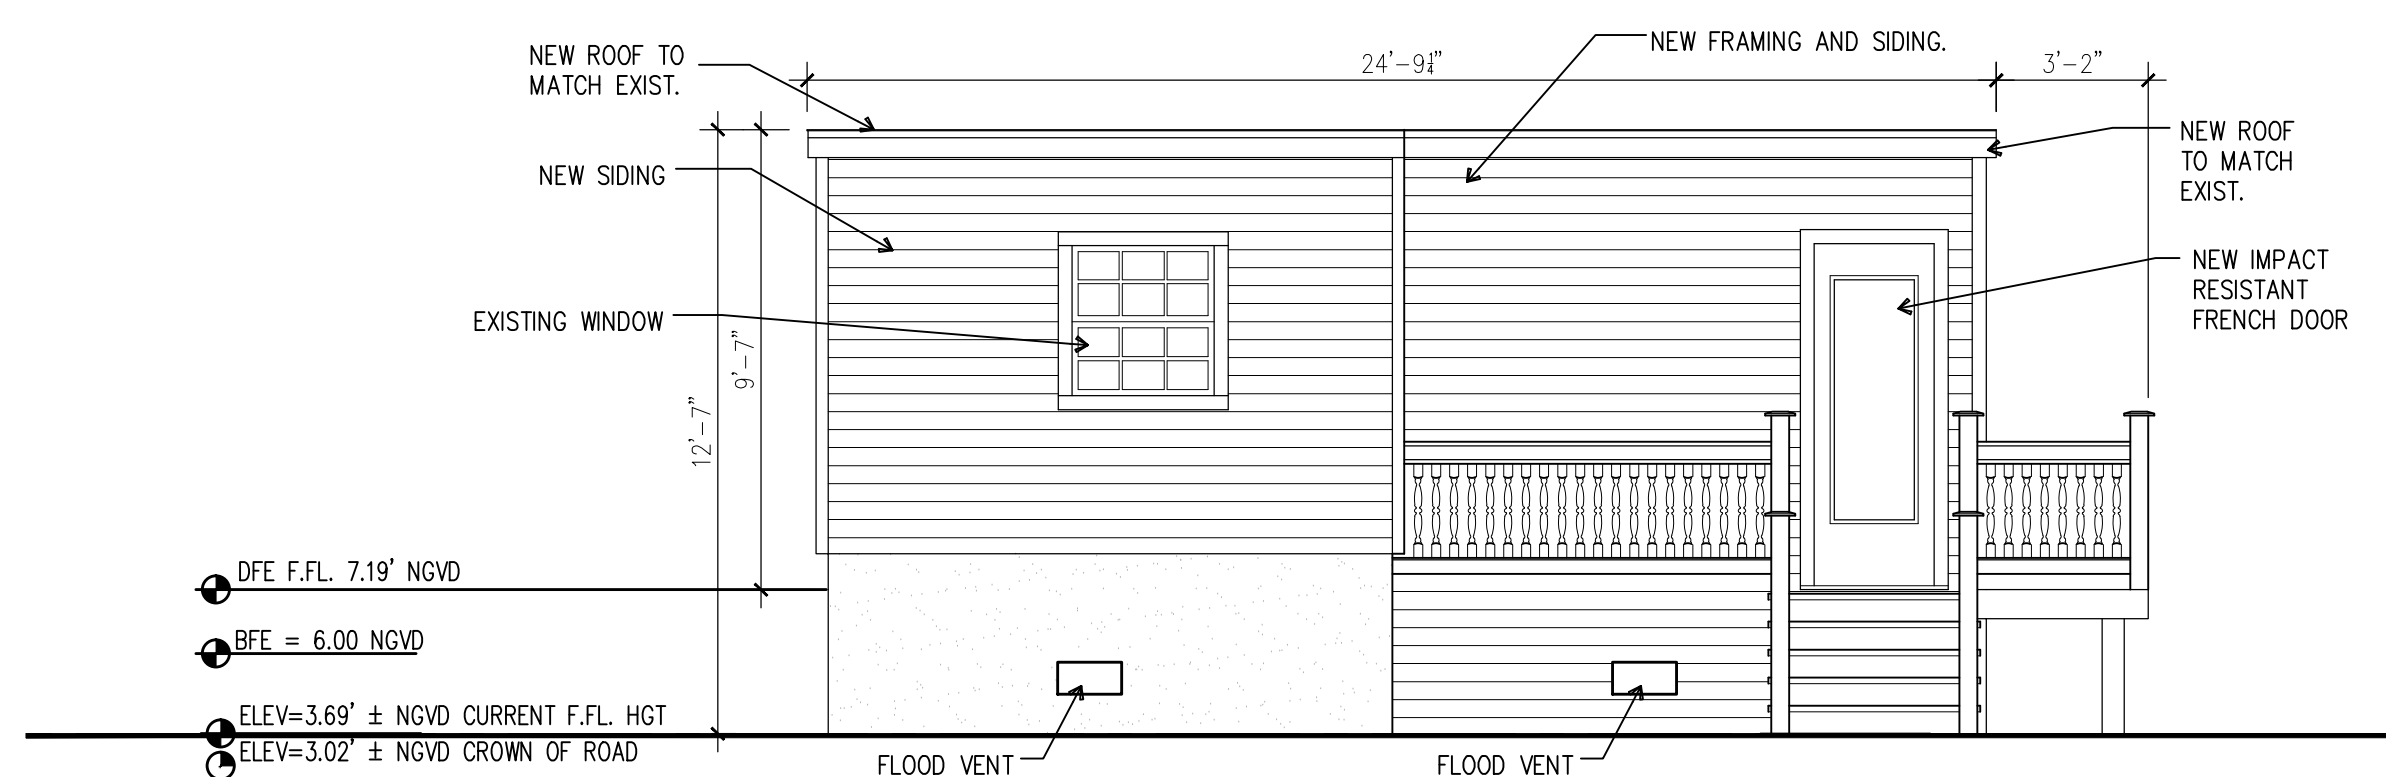 NEW ROOF TO
MATCH EXIST.
24'-9¼"
NEW FRAMING AND SIDING.
3'-2"
NEW ROOF
TO MATCH
EXIST.
NEW SIDING
NEW IMPACT
RESISTANT
FRENCH DOOR
EXISTING WINDOW
9'-7"
12'-7"
DFE F.FL. 7.19' NGVD
BFE = 6.00 NGVD
ELEV=3.69' ± NGVD CURRENT F.FL. HGT
ELEV=3.02' ± NGVD CROWN OF ROAD
FLOOD VENT
FLOOD VENT